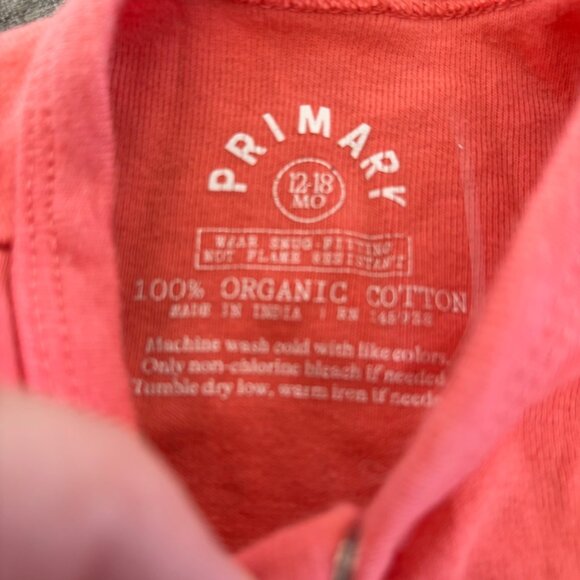 PRIMARY
12-18
MO
WEAR SNUG-FITTING
NOT FLAME RESISTANT
100% ORGANIC COTTON
MADE IN INDIA | RN
Machine wash cold with like colors.
Only non-chlorine bleach if needed.
Tumble dry low, warm iron if needed.